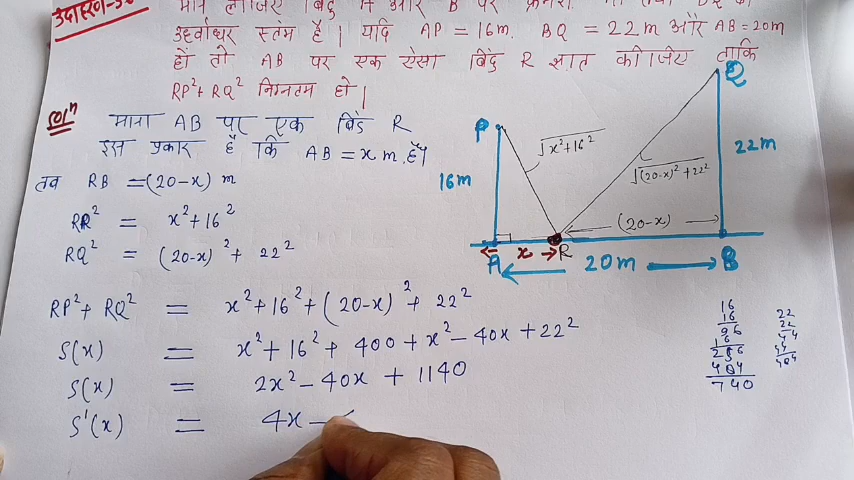 उदाहरण-38
मान लीजिए बिंदु A और B पर क्रमशः
उर्ध्वाधर स्तंभ है। यदि AP = 16m. BQ = 22m और AB = 20m
हों तो AB पर एक ऐसा बिंदु R ज्ञात कीजिए ताकि
RP²+ RQ² निम्नतम हो।
Solⁿ माना AB पर एक बिंदु R
इस प्रकार है कि AB = x m. है।
तब RB = (20-x) m
RP² = x²+16²
RQ² = (20-x)² + 22²
RP²+ RQ² = x²+16²+(20-x)²+ 22²
S(x) = x²+16²+ 400 + x²- 40x + 22²
S(x) = 2x²- 40x + 1140
S'(x) = 4x -
P
Q
√x²+16²
√(20-x)²+22²
16m
22m
(20-x)
x
A
R
B
20m
16
16
96
16
256
484
740
22
22
44
44
484